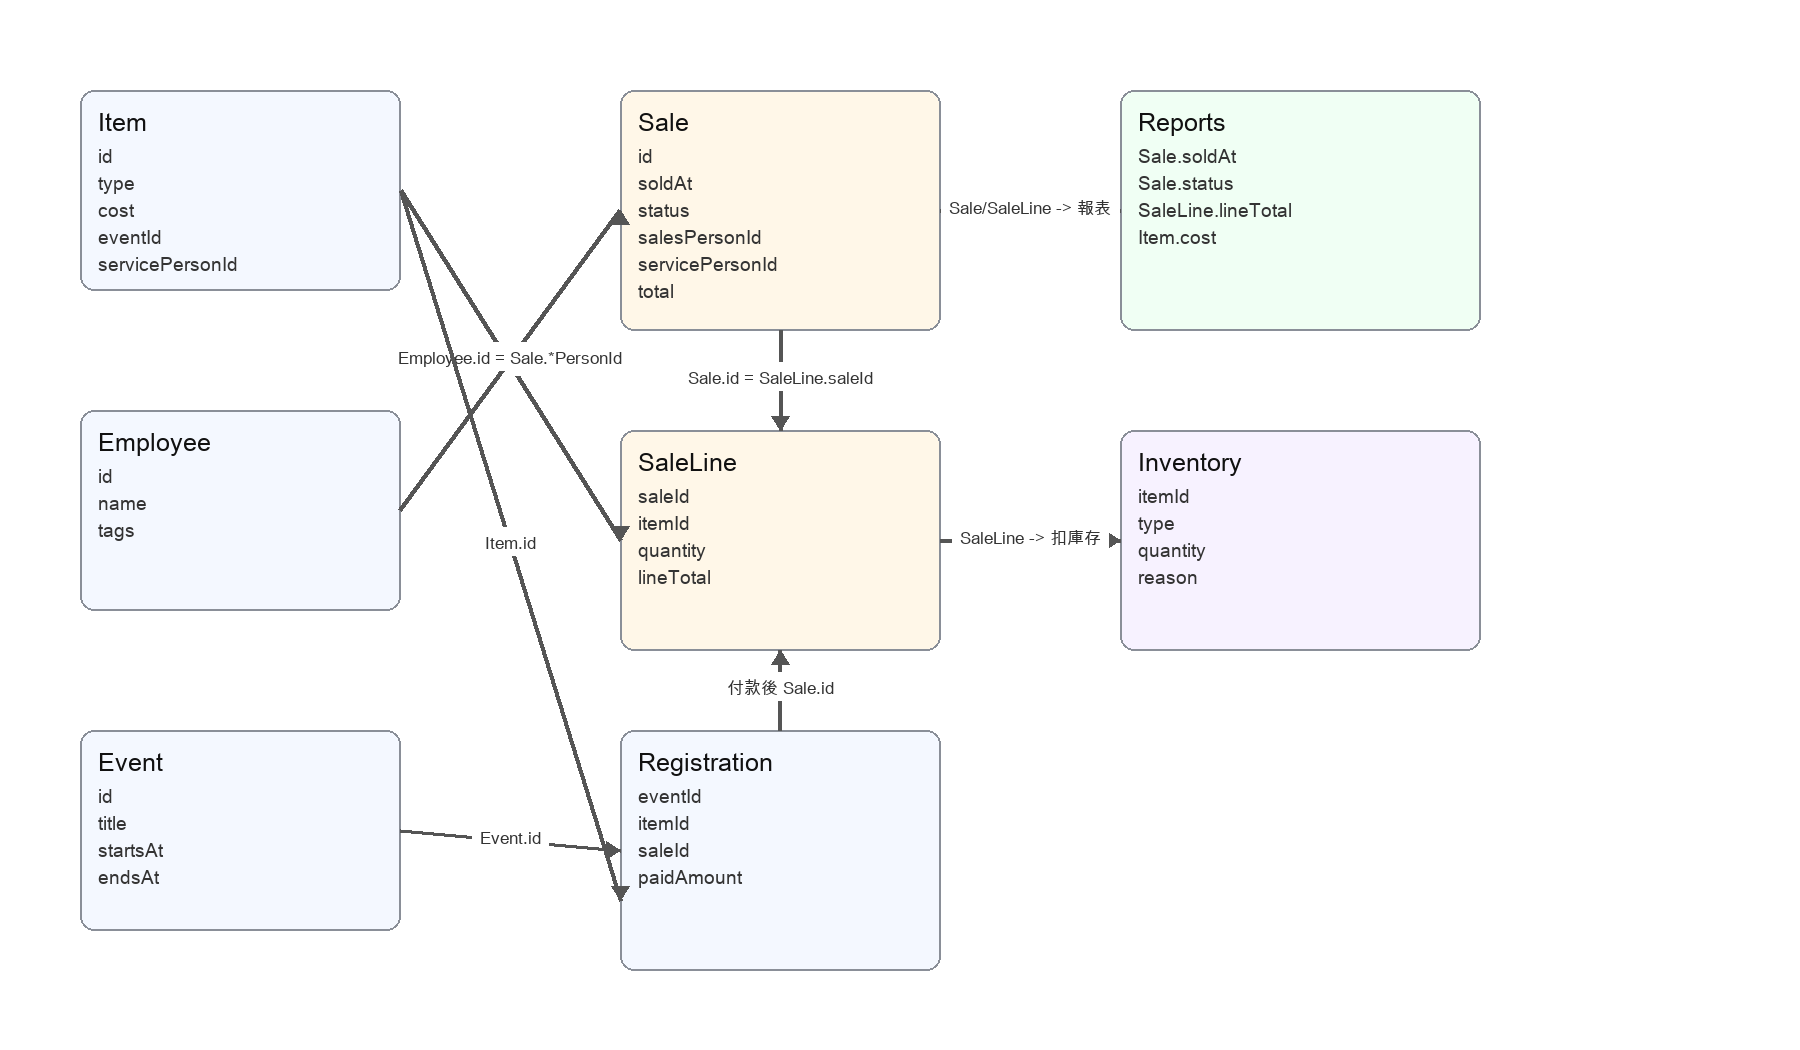 Item
id
type
cost
eventId
servicePersonId
Sale
id
soldAt
status
salesPersonId
servicePersonId
total
Sale/SaleLine -> 報表
Reports
Sale.soldAt
Sale.status
SaleLine.lineTotal
Item.cost
Employee.id = Sale.*PersonId
Sale.id = SaleLine.saleId
Employee
id
name
tags
Item.id
SaleLine
saleId
itemId
quantity
lineTotal
SaleLine -> 扣庫存
Inventory
itemId
type
quantity
reason
付款後 Sale.id
Event
id
title
startsAt
endsAt
Event.id
Registration
eventId
itemId
saleId
paidAmount